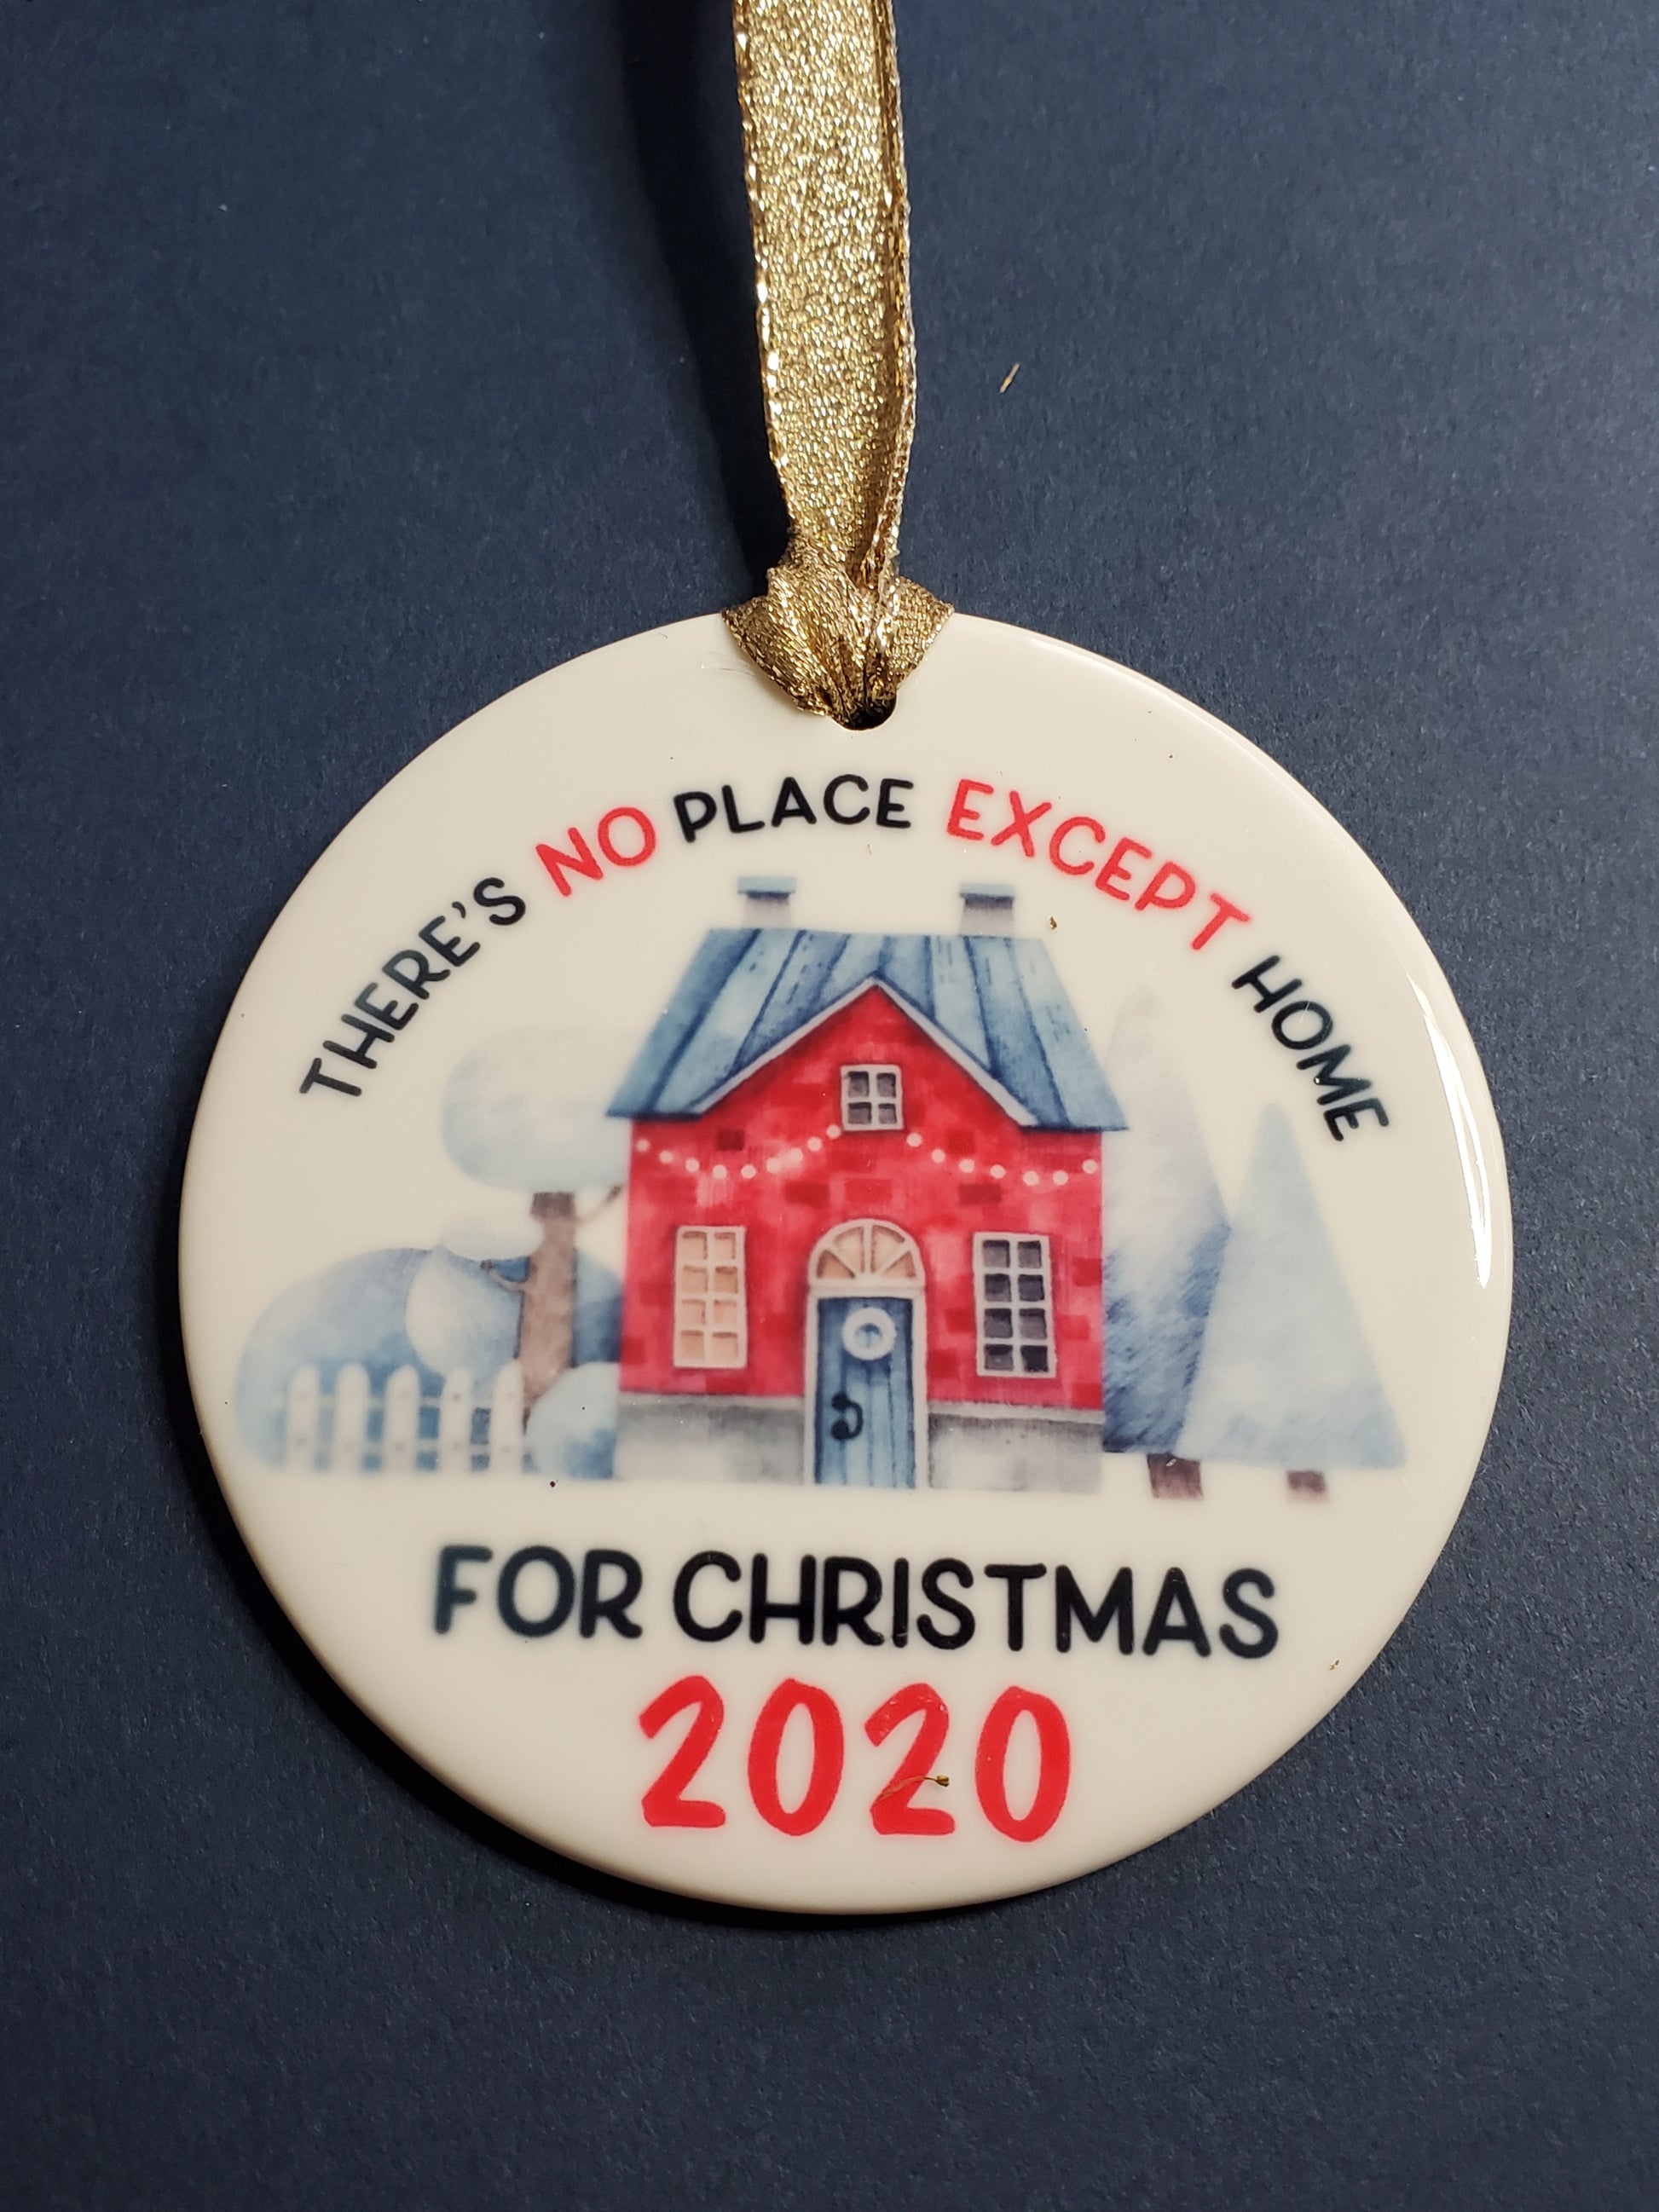 THERE'S NO PLACE EXCEPT HOME
FOR CHRISTMAS
2020